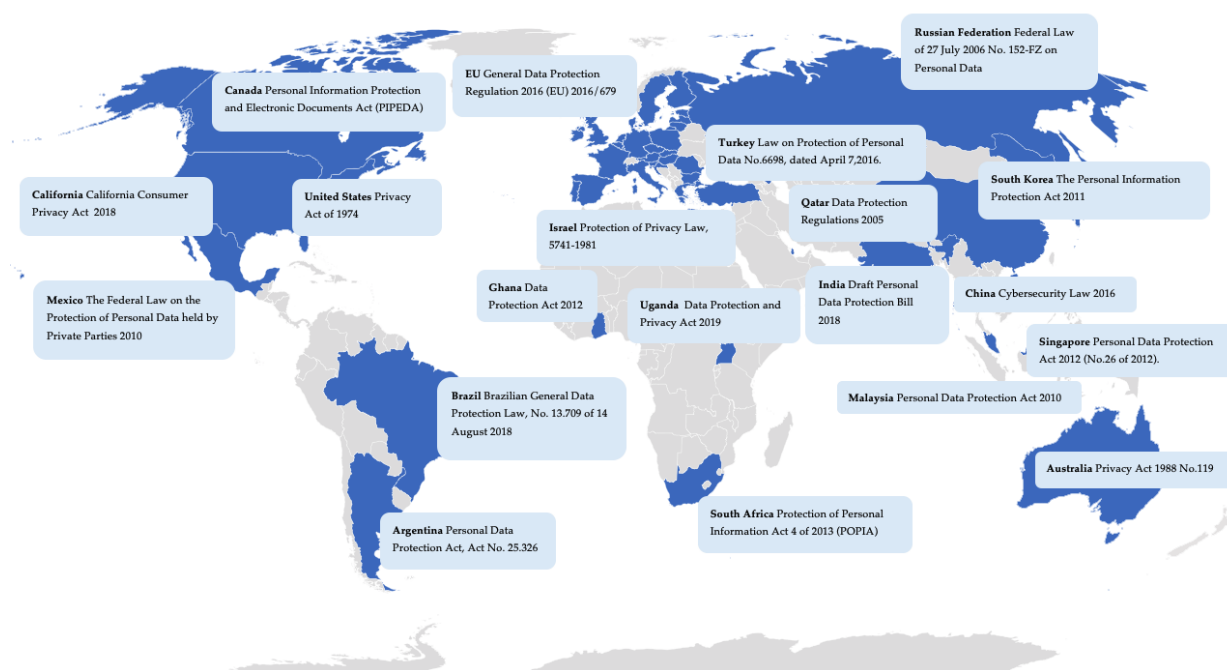 Russian Federation Federal Law
of 27 July 2006 No. 152-FZ on
Personal Data
EU General Data Protection
Regulation 2016 (EU) 2016/679
Canada Personal Information Protection
and Electronic Documents Act (PIPEDA)
Turkey Law on Protection of Personal
Data No.6698, dated April 7,2016.
South Korea The Personal Information
Protection Act 2011
California California Consumer
Privacy Act 2018
United States Privacy
Act of 1974
Qatar Data Protection
Regulations 2005
Israel Protection of Privacy Law,
5741-1981
Ghana Data
Protection Act 2012
Uganda Data Protection and
Privacy Act 2019
India Draft Personal
Data Protection Bill
2018
China Cybersecurity Law 2016
Mexico The Federal Law on the
Protection of Personal Data held by
Private Parties 2010
Singapore Personal Data Protection
Act 2012 (No.26 of 2012).
Malaysia Personal Data Protection Act 2010
Brazil Brazilian General Data
Protection Law, No. 13.709 of 14
August 2018
Australia Privacy Act 1988 No.119
South Africa Protection of Personal
Information Act 4 of 2013 (POPIA)
Argentina Personal Data
Protection Act, Act No. 25.326